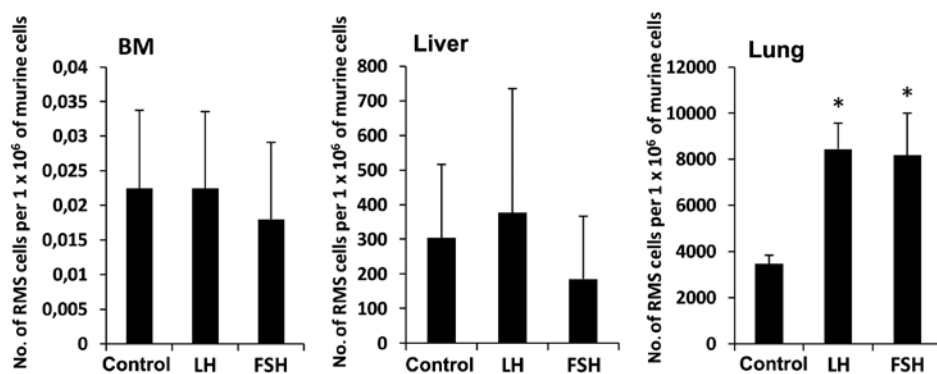 BM
No. of RMS cells per 1 x 10⁶ of murine cells
0,04
0,035
0,03
0,025
0,02
0,015
0,01
0,005
0
Control LH FSH
Liver
No. of RMS cells per 1 x 10⁶ of murine cells
800
700
600
500
400
300
200
100
0
Control LH FSH
Lung
No. of RMS cells per 1 x 10⁶ of murine cells
12000
10000
8000
6000
4000
2000
0
* *
Control LH FSH